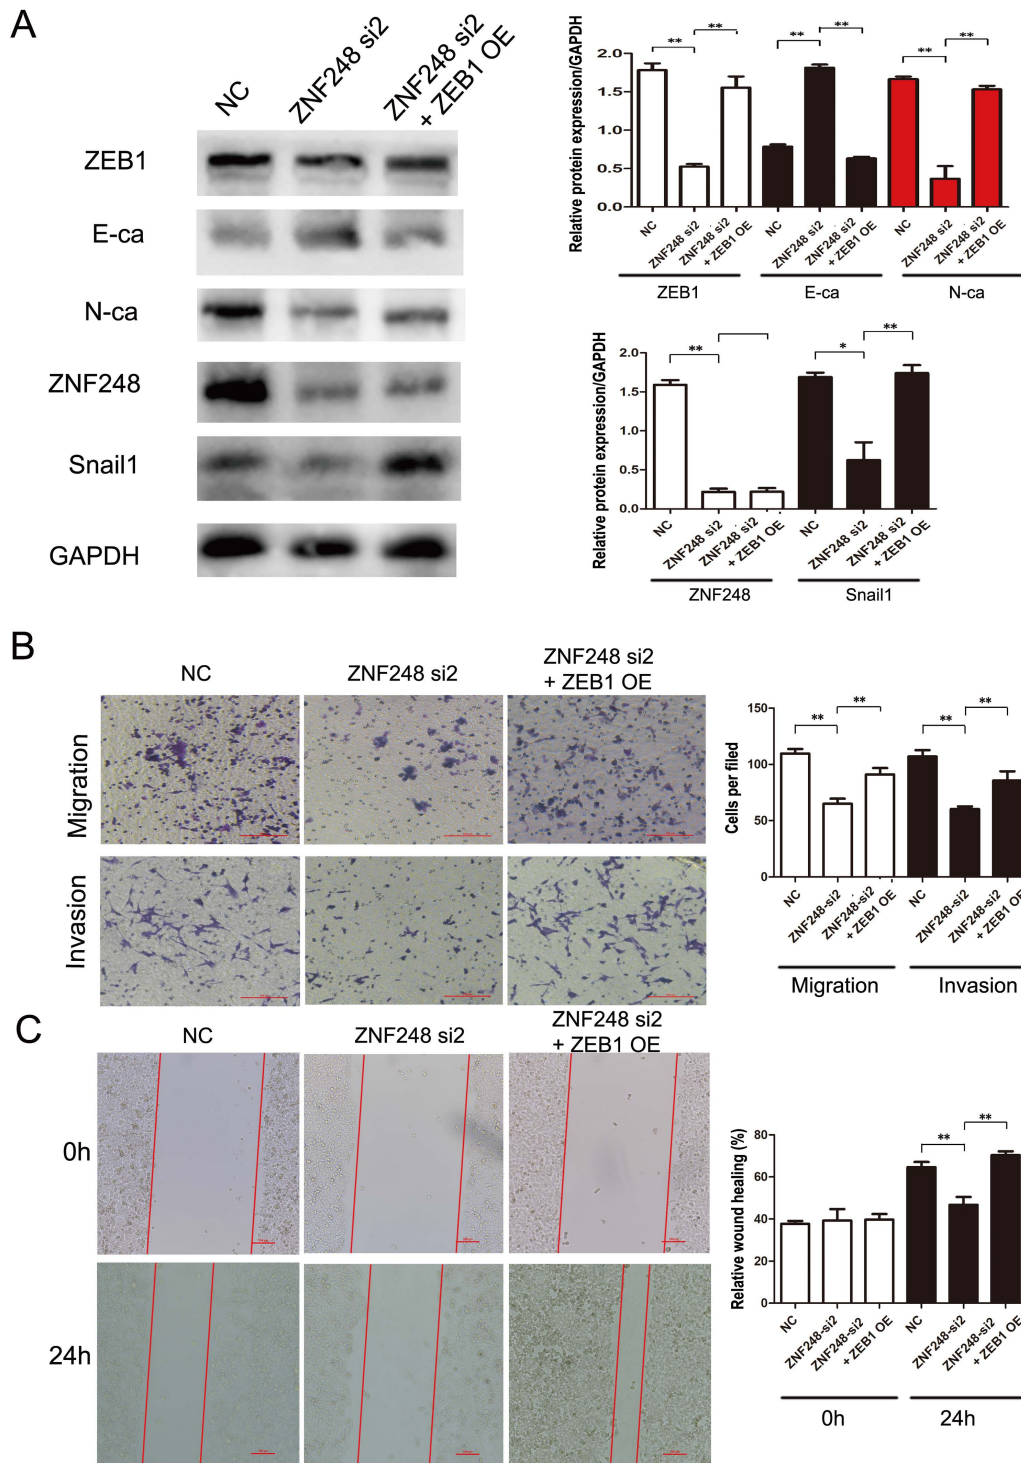 A
NC
ZNF248 si2
ZNF248 si2
+ ZEB1 OE
ZEB1
E-ca
N-ca
ZNF248
Snail1
GAPDH
Relative protein expression/GAPDH
2.0
1.5
1.0
0.5
0.0
**
**
**
**
**
**
NC
ZNF248 si2
ZNF248 si2
+ ZEB1 OE
NC
ZNF248 si2
ZNF248 si2
+ ZEB1 OE
NC
ZNF248 si2
ZNF248 si2
+ ZEB1 OE
ZEB1
E-ca
N-ca
Relative protein expression/GAPDH
2.0
1.5
1.0
0.5
0.0
**
*
**
NC
ZNF248 si2
ZNF248 si2
+ ZEB1 OE
NC
ZNF248 si2
ZNF248 si2
+ ZEB1 OE
ZNF248
Snail1
B
NC
ZNF248 si2
ZNF248 si2
+ ZEB1 OE
Migration
Invasion
Cells per filed
150
100
50
0
**
**
**
**
NC
ZNF248-si2
ZNF248-si2
+ ZEB1 OE
NC
ZNF248-si2
ZNF248-si2
+ ZEB1 OE
Migration
Invasion
C
NC
ZNF248 si2
ZNF248 si2
+ ZEB1 OE
0h
24h
Relative wound healing (%)
80
60
40
20
0
**
**
NC
ZNF248-si2
ZNF248-si2
+ ZEB1 OE
NC
ZNF248-si2
ZNF248-si2
+ ZEB1 OE
0h
24h